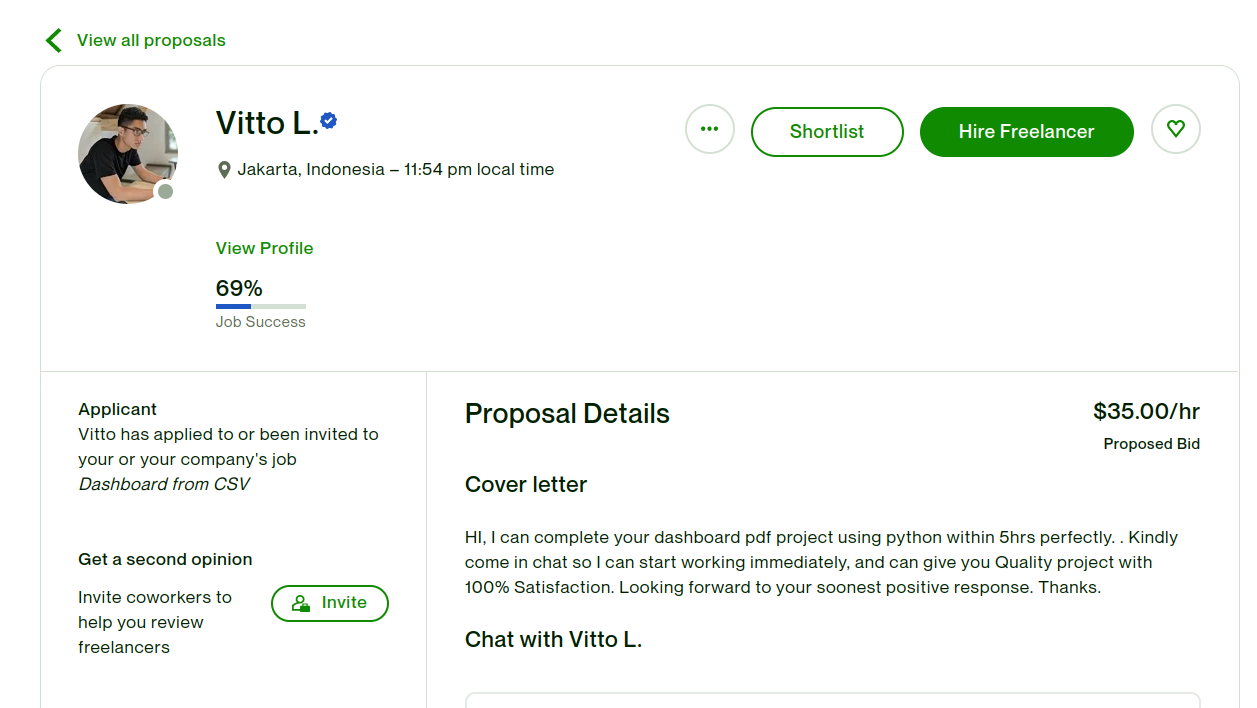 View all proposals
Vitto L.
Jakarta, Indonesia – 11:54 pm local time
...
Shortlist
Hire Freelancer
View Profile
69%
Job Success
Applicant
Vitto has applied to or been invited to
your or your company's job
Dashboard from CSV
Get a second opinion
Invite coworkers to
help you review
freelancers
Invite
Proposal Details
$35.00/hr
Proposed Bid
Cover letter
HI, I can complete your dashboard pdf project using python within 5hrs perfectly. . Kindly
come in chat so I can start working immediately, and can give you Quality project with
100% Satisfaction. Looking forward to your soonest positive response. Thanks.
Chat with Vitto L.